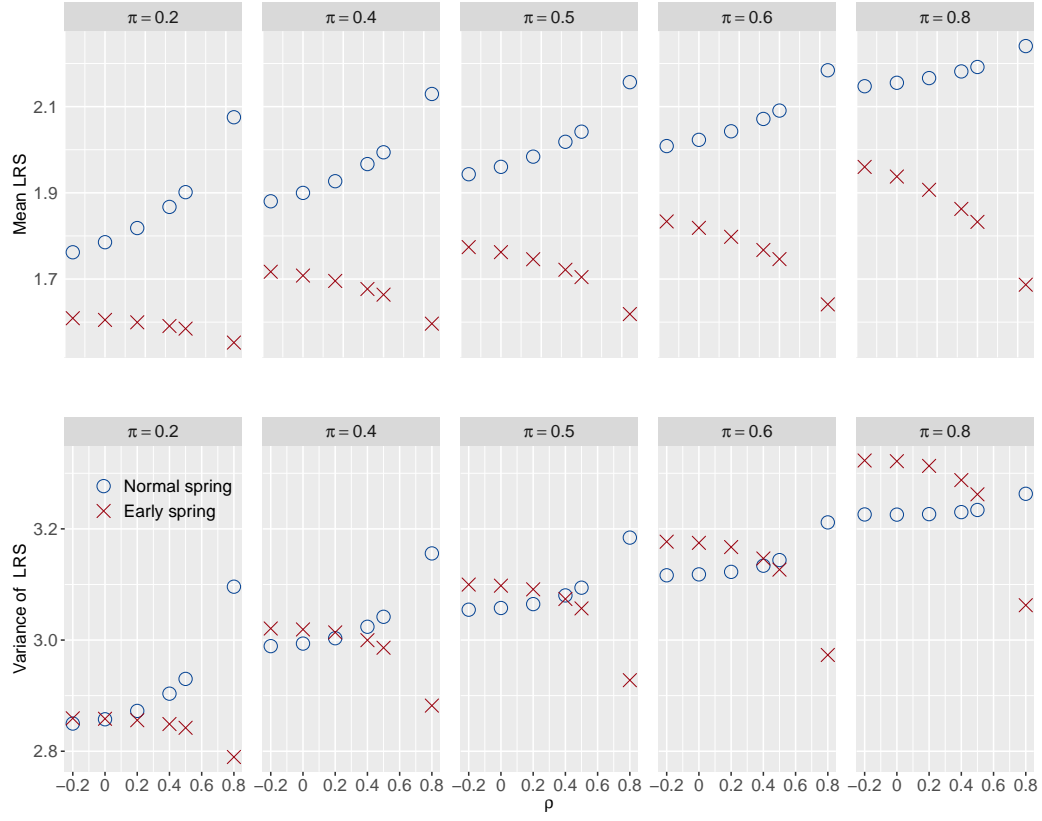 π = 0.2 π = 0.4 π = 0.5 π = 0.6 π = 0.8
Mean LRS
2.1
1.9
1.7
π = 0.2 π = 0.4 π = 0.5 π = 0.6 π = 0.8
Variance of LRS
Normal spring
Early spring
3.2
3.0
2.8
−0.2 0 0.2 0.4 0.6 0.8 −0.2 0 0.2 0.4 0.6 0.8 −0.2 0 0.2 0.4 0.6 0.8 −0.2 0 0.2 0.4 0.6 0.8 −0.2 0 0.2 0.4 0.6 0.8
ρ